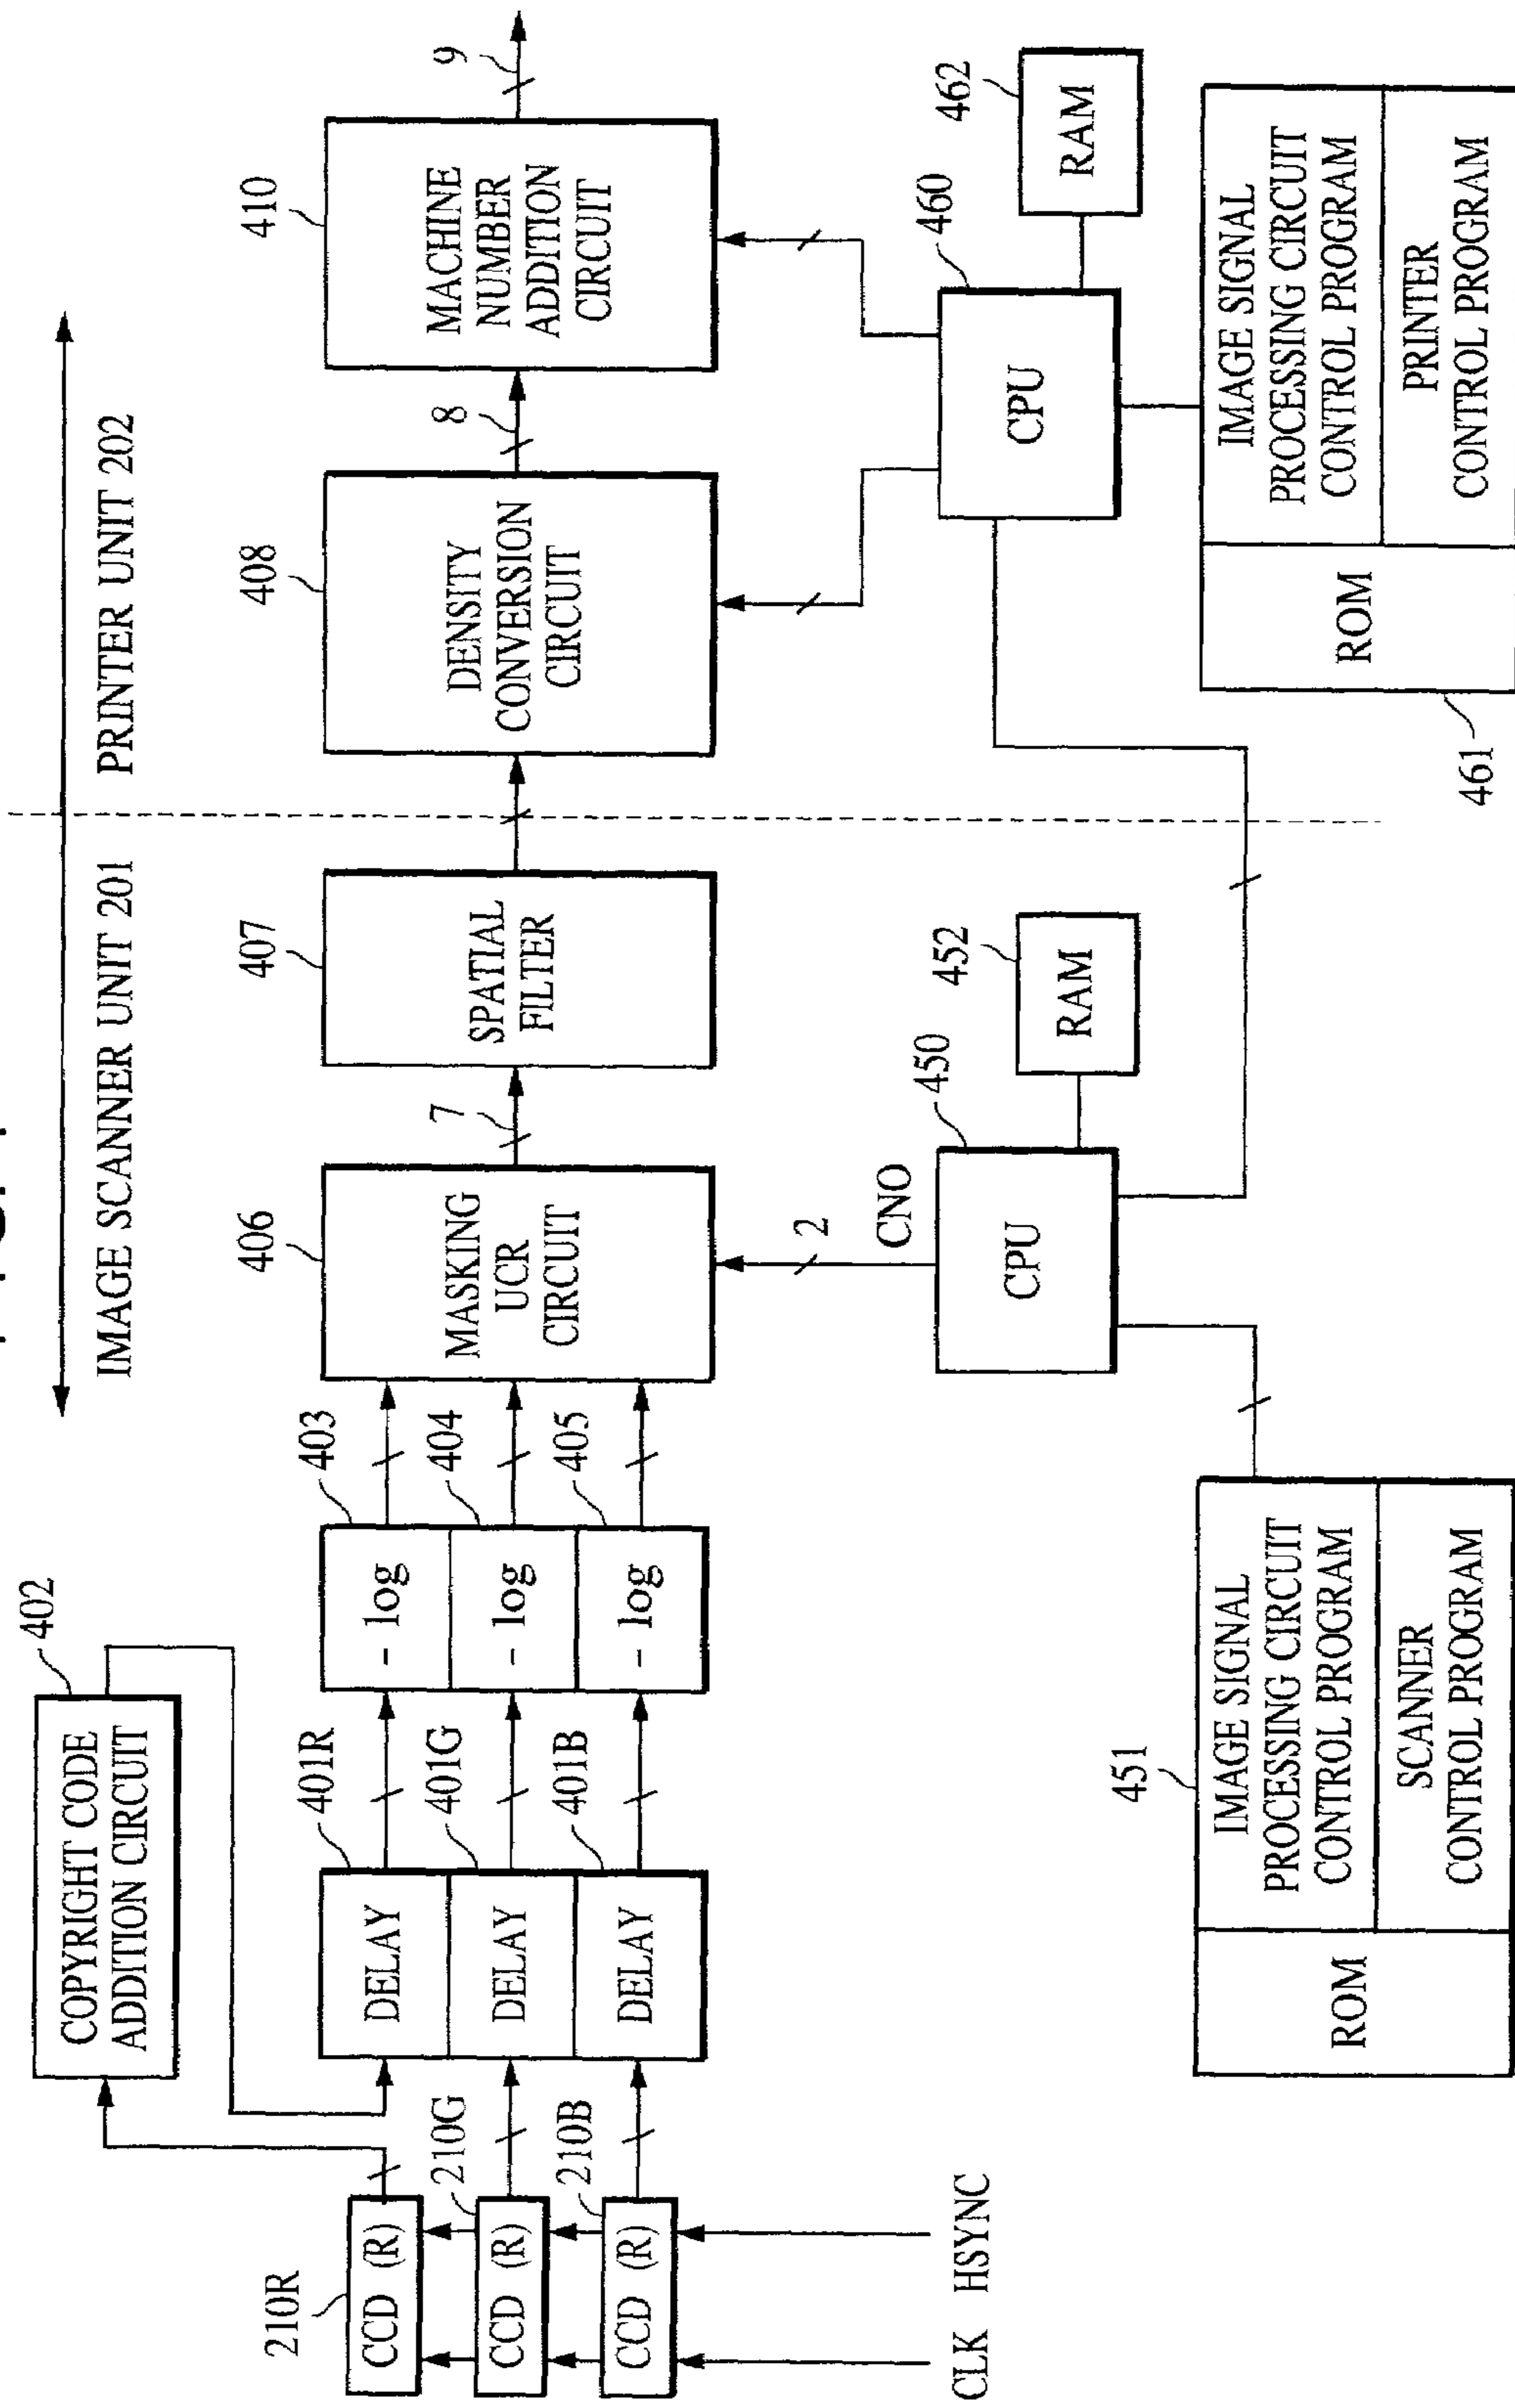 IMAGE SCANNER UNIT 201
PRINTER UNIT 202
402
COPYRIGHT CODE
ADDITION CIRCUIT
210R
CCD (R)
210G
CCD (R)
210B
CCD (R)
CLK
HSYNC
401R
DELAY
401G
DELAY
401B
DELAY
403
- log
404
- log
405
- log
406
MASKING
UCR
CIRCUIT
7
407
SPATIAL
FILTER
408
DENSITY
CONVERSION
CIRCUIT
8
410
MACHINE
NUMBER
ADDITION
CIRCUIT
9
2
CNO
450
CPU
452
RAM
460
CPU
462
RAM
451
ROM
IMAGE SIGNAL
PROCESSING CIRCUIT
CONTROL PROGRAM
SCANNER
CONTROL PROGRAM
461
ROM
IMAGE SIGNAL
PROCESSING CIRCUIT
CONTROL PROGRAM
PRINTER
CONTROL PROGRAM